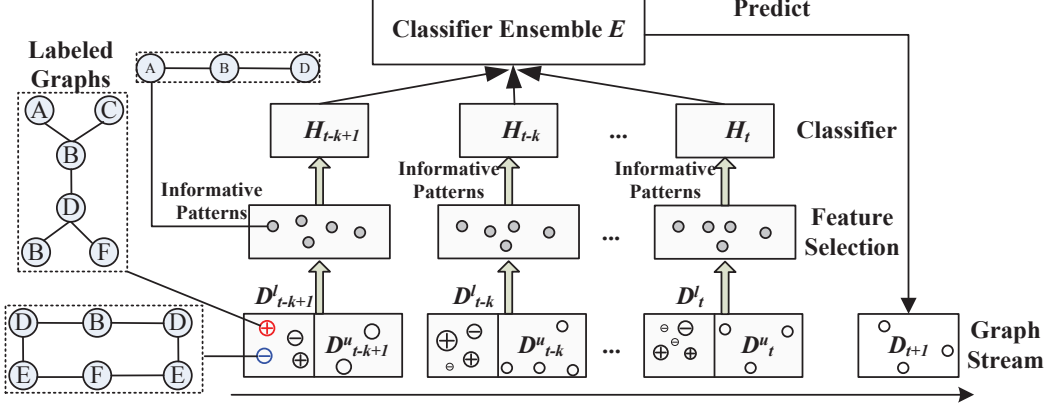 Predict
Classifier Ensemble E
Labeled
Graphs
A B D
A C
B
D
B F
H_{t-k+1}
H_{t-k}
...
H_t
Classifier
Informative
Patterns
Informative
Patterns
Informative
Patterns
...
Feature
Selection
D^l_{t-k+1}
D^l_{t-k}
D^l_t
D B D
E F E
D^u_{t-k+1}
D^u_{t-k}
...
D^u_t
D_{t+1}
Graph
Stream